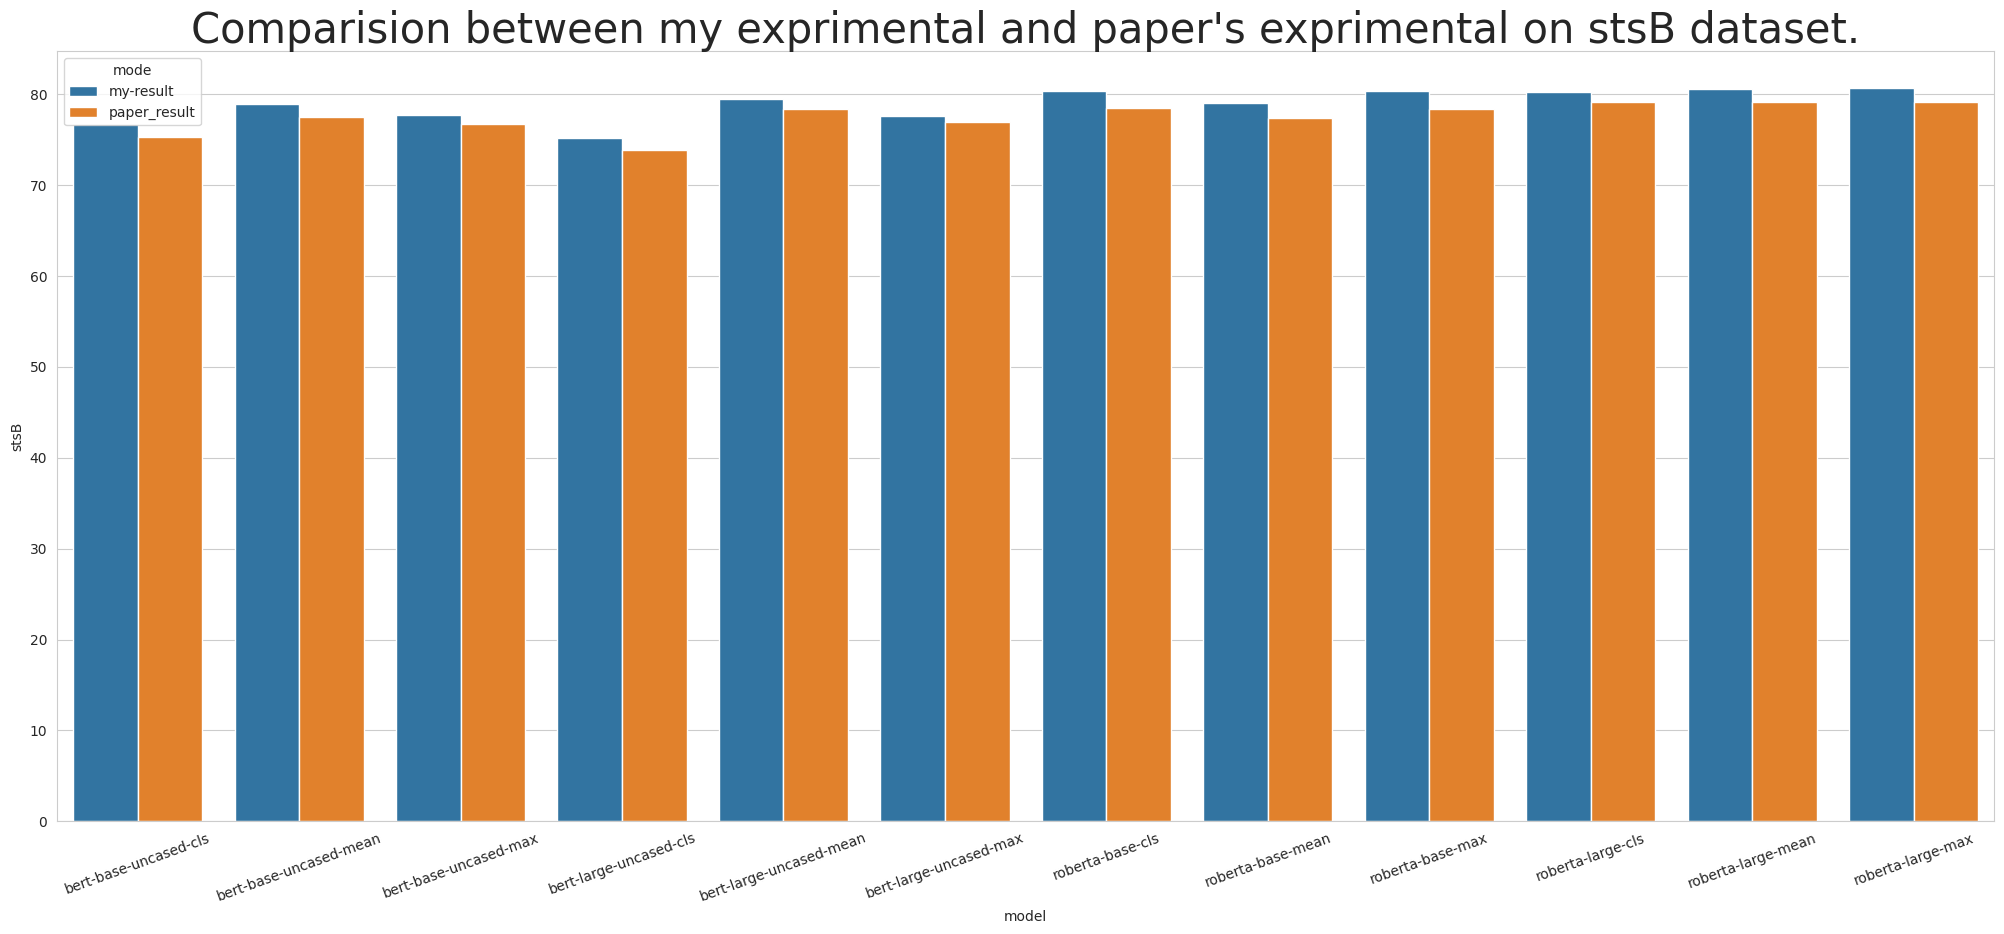 Comparision between my exprimental and paper's exprimental on stsB dataset.
mode
my-result
paper_result
80
70
60
50
40
30
20
10
0
stsB
bert-base-uncased-cls
bert-base-uncased-mean
bert-base-uncased-max
bert-large-uncased-cls
bert-large-uncased-mean
bert-large-uncased-max
roberta-base-cls
roberta-base-mean
roberta-base-max
roberta-large-cls
roberta-large-mean
roberta-large-max
model